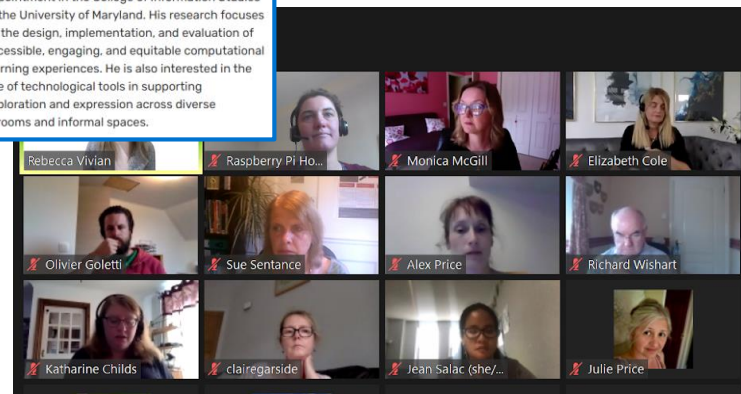 the University of Maryland. His research focuses
the design, implementation, and evaluation of
cessible, engaging, and equitable computational
rning experiences. He is also interested in the
e of technological tools in supporting
loration and expression across diverse
rooms and informal spaces.
Rebecca Vivian
Raspberry Pi Ho...
Monica McGill
Elizabeth Cole
Olivier Goletti
Sue Sentance
Alex Price
Richard Wishart
Katharine Childs
clairegarside
Jean Salac (she/...
Julie Price